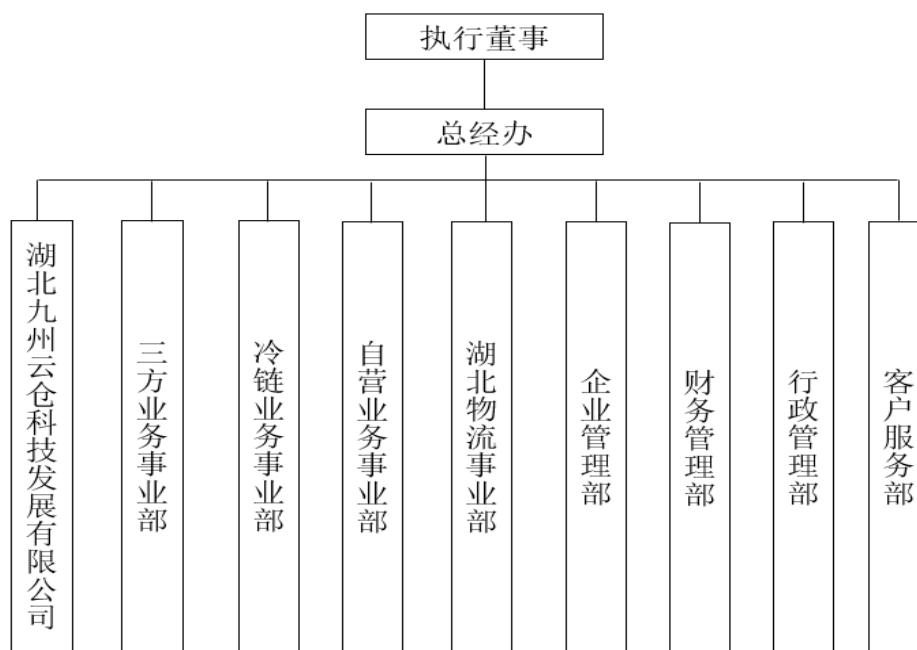 执行董事
总经办
湖北九州云仓科技发展有限公司
三方业务事业部
冷链业务事业部
自营业务事业部
湖北物流事业部
企业管理部
财务管理部
行政管理部
客户服务部